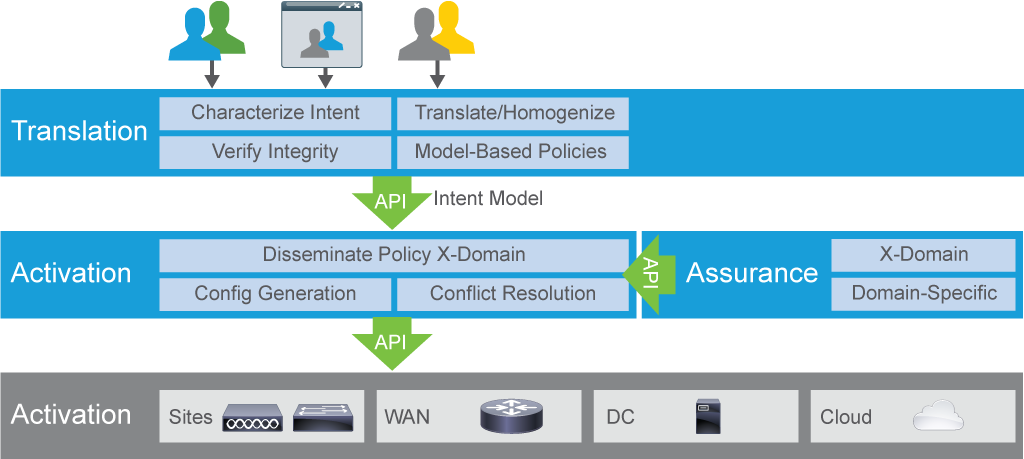 Translation
Characterize Intent
Translate/Homogenize
Verify Integrity
Model-Based Policies
API
Intent Model
Activation
Disseminate Policy X-Domain
Config Generation
Conflict Resolution
API
Assurance
X-Domain
Domain-Specific
API
Activation
Sites
WAN
DC
Cloud